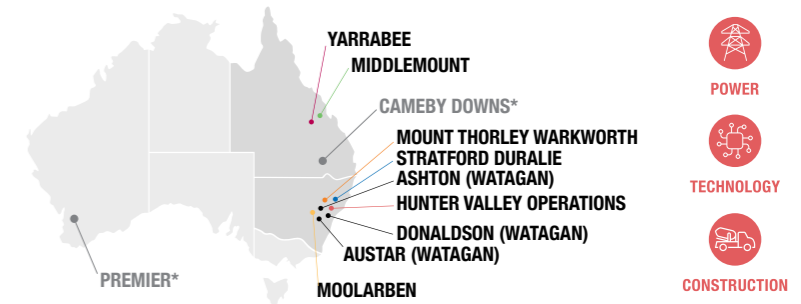 YARRABEE
MIDDLEMOUNT
CAMEBY DOWNS*
MOUNT THORLEY WARKWORTH
STRATFORD DURALIE
ASHTON (WATAGAN)
HUNTER VALLEY OPERATIONS
DONALDSON (WATAGAN)
AUSTAR (WATAGAN)
MOOLARBEN
PREMIER*
POWER
TECHNOLOGY
CONSTRUCTION